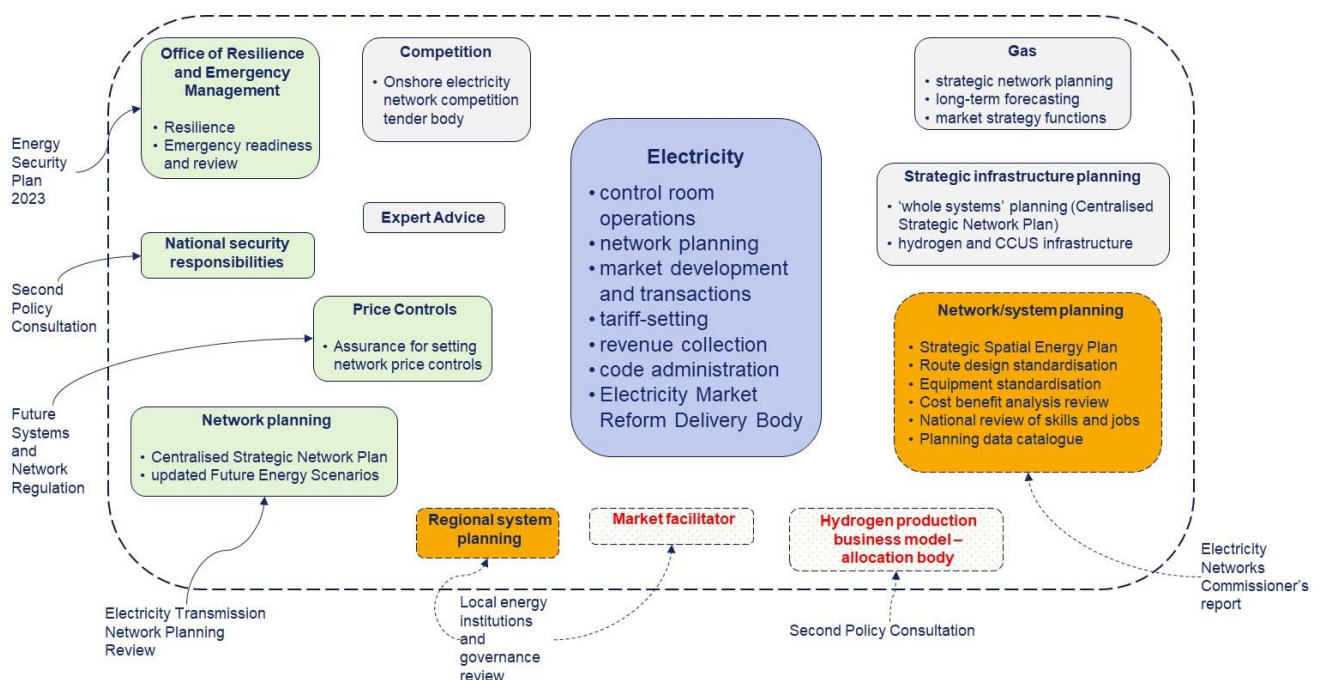 Office of Resilience
and Emergency
Management
• Resilience
• Emergency readiness
and review
Competition
• Onshore electricity
network competition
tender body
Gas
• strategic network planning
• long-term forecasting
• market strategy functions
Energy
Security
Plan
2023
Electricity
• control room
operations
• network planning
• market development
and transactions
• tariff-setting
• revenue collection
• code administration
• Electricity Market
Reform Delivery Body
Strategic infrastructure planning
• ‘whole systems’ planning (Centralised
Strategic Network Plan)
• hydrogen and CCUS infrastructure
Expert Advice
National security
responsibilities
Second
Policy
Consultation
Price Controls
• Assurance for setting
network price controls
Network/system planning
• Strategic Spatial Energy Plan
• Route design standardisation
• Equipment standardisation
• Cost benefit analysis review
• National review of skills and jobs
• Planning data catalogue
Future
Systems
and
Network
Regulation
Network planning
• Centralised Strategic Network Plan
• updated Future Energy Scenarios
Regional system
planning
Market facilitator
Hydrogen production
business model –
allocation body
Electricity
Networks
Commissioner’s
report
Electricity Transmission
Network Planning
Review
Local energy
institutions
and
governance
review
Second Policy Consultation